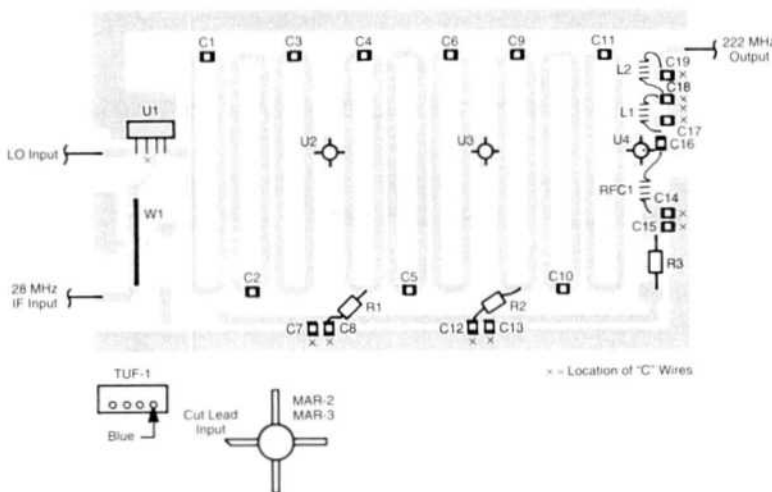 C1
C3
C4
C6
C9
C11
222 MHz
Output
L2
C19
×
C18
×
L1
×
C17
×
U1
×
LO Input
U2
U3
U4
C16
W1
RFC1
C14
×
C15
×
28 MHz
IF Input
C2
C5
C10
R3
R1
R2
C7
C8
C12
C13
× ×
× ×
× = Location of "C" Wires
TUF-1
Blue
MAR-2
MAR-3
Cut Lead
Input